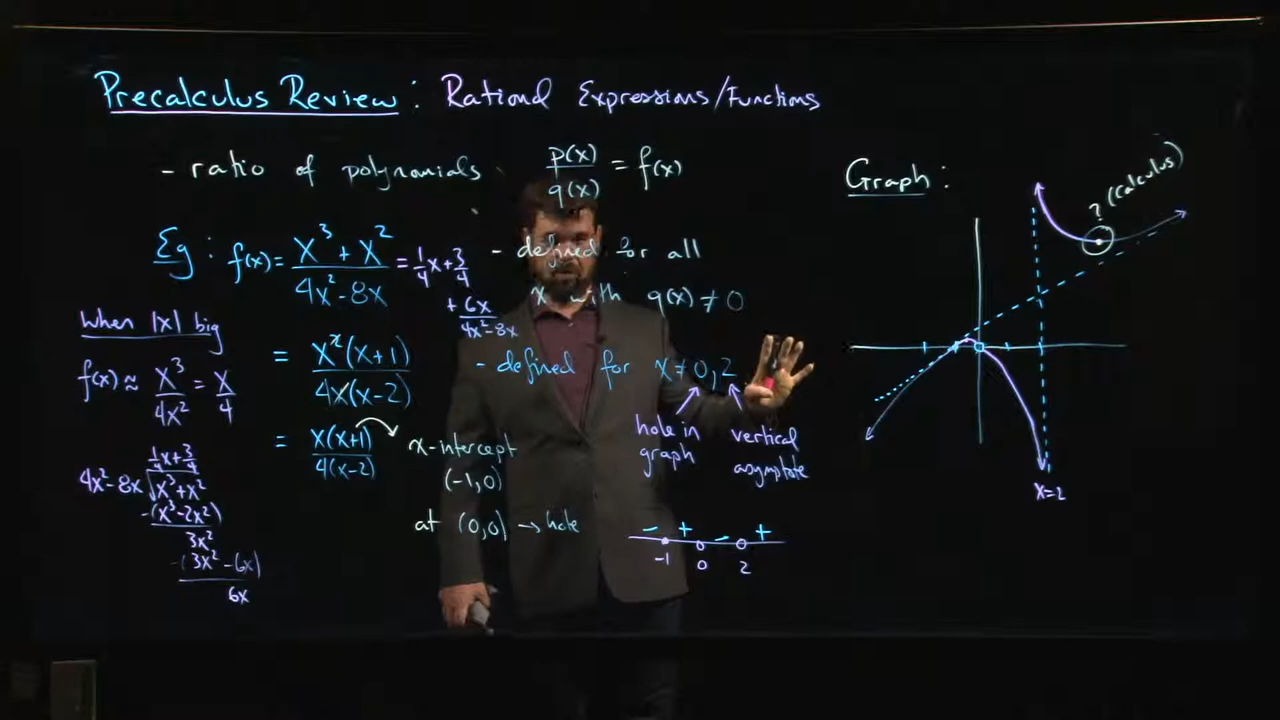 Precalculus Review : Rational Expressions/Functions
- ratio of polynomials p(x)/q(x) = f(x)
Eg : f(x) = (x³ + x²)/(4x² - 8x) = 1/4 x + 3/4 + 6x/(4x² - 8x)
= x²(x+1)/4x(x-2)
= x(x+1)/4(x-2)
x-intercept
(-1,0)
at (0,0) → hole
- defined for all
x with q(x) ≠ 0
- defined for x ≠ 0, 2
hole in
graph
vertical
asymptote
- + - +
-1 0 2
When |x| big
f(x) ≈ x³/4x² = x/4
1/4 x + 3/4
4x² - 8x √x³ + x²
-(x³ - 2x²)
3x²
-(3x² - 6x)
6x
Graph :
? (calculus)
x=2